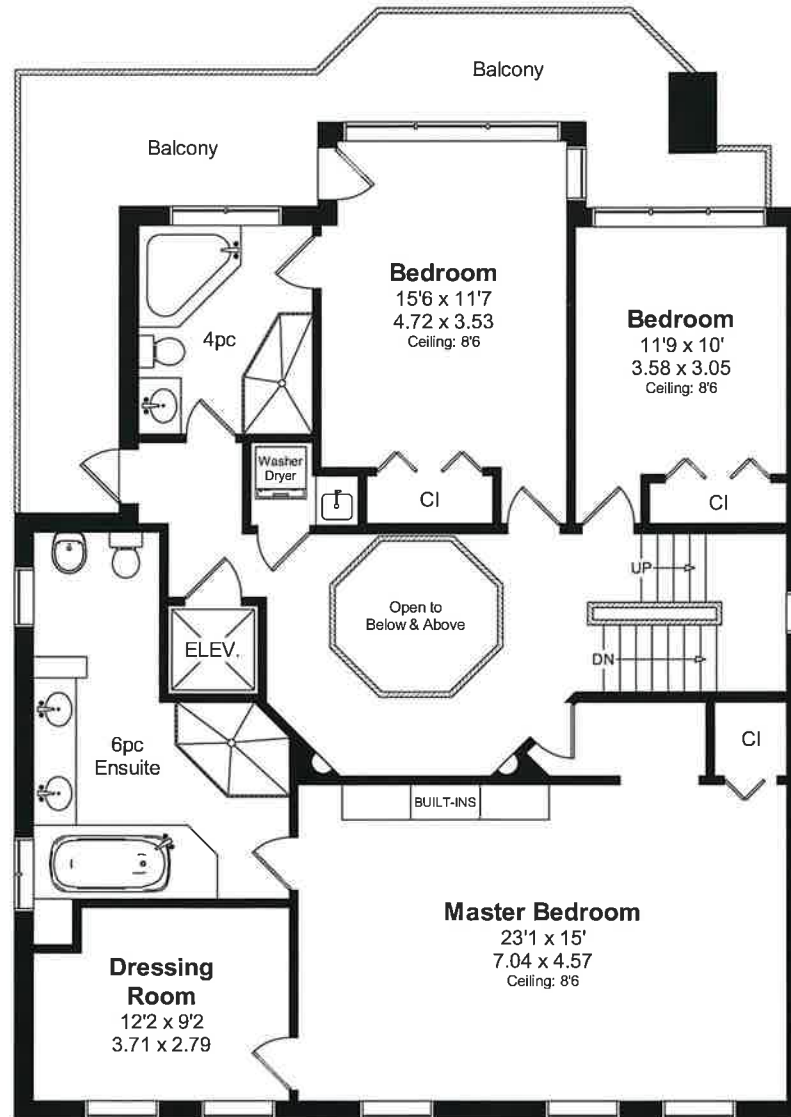 Balcony
Balcony
Bedroom
15'6 x 11'7
4.72 x 3.53
Ceiling: 8'6
Bedroom
11'9 x 10'
3.58 x 3.05
Ceiling: 8'6
4pc
Washer
Dryer
Cl
Cl
UP
Open to
Below & Above
ELEV.
DN
6pc
Ensuite
Cl
BUILT-INS
Master Bedroom
23'1 x 15'
7.04 x 4.57
Ceiling: 8'6
Dressing
Room
12'2 x 9'2
3.71 x 2.79